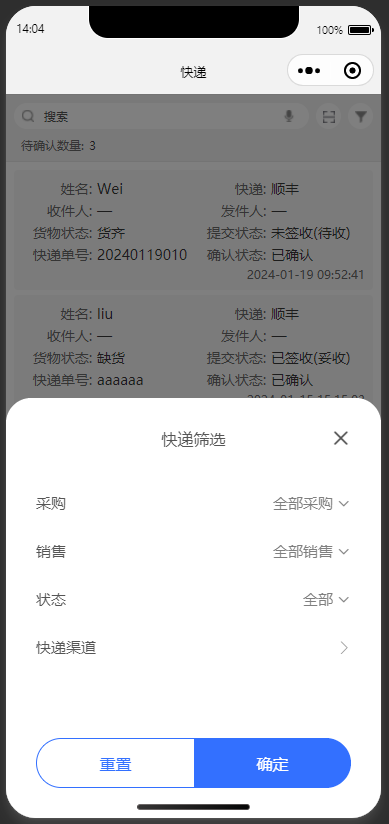 14:04 100%
快递
搜索
待确认数量: 3
姓名: Wei 快递: 顺丰
收件人: — 发件人: —
货物状态: 货齐 提交状态: 未签收(待收)
快递单号: 20240119010 确认状态: 已确认
2024-01-19 09:52:41
姓名: liu 快递: 顺丰
收件人: — 发件人: —
货物状态: 缺货 提交状态: 已签收(妥收)
快递单号: aaaaaa 确认状态: 已确认
快递筛选
采购 全部采购
销售 全部销售
状态 全部
快递渠道
重置 确定